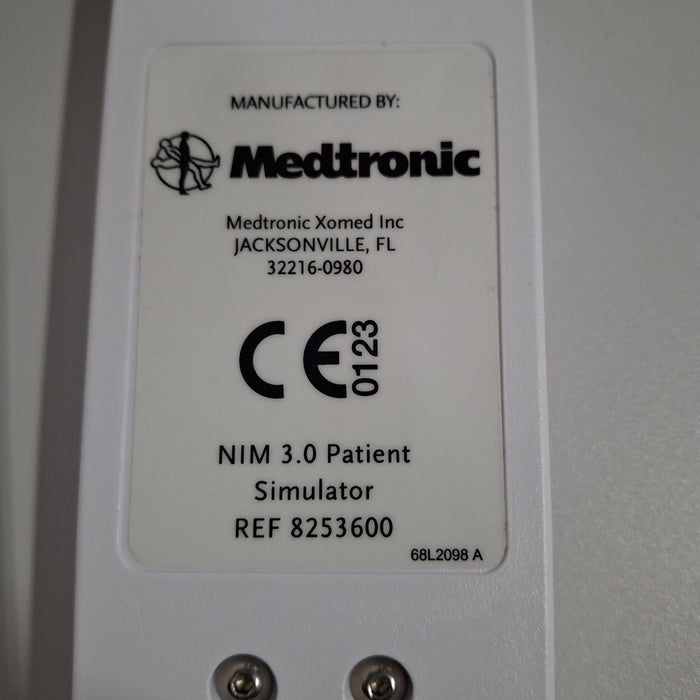 MANUFACTURED BY:
Medtronic
Medtronic Xomed Inc
JACKSONVILLE, FL
32216-0980
CE 0123
NIM 3.0 Patient
Simulator
REF 8253600
68L2098 A